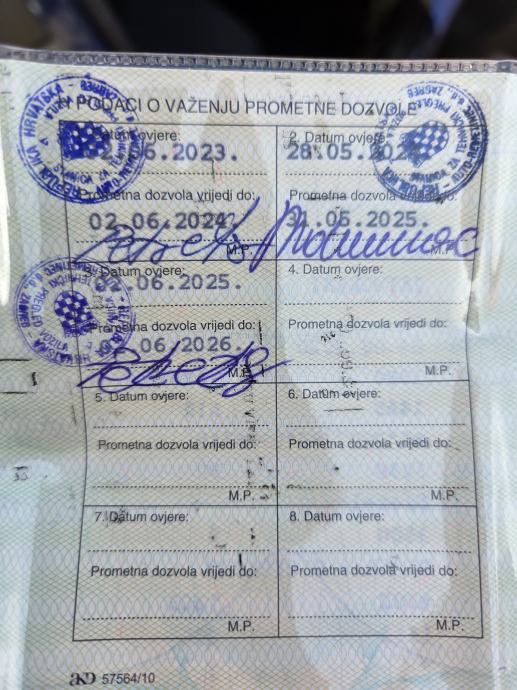 V) PODACI O VAŽENJU PROMETNE DOZVOLE
Datum ovjere:
06.2023.
Prometna dozvola vrijedi do:
02.06.2024.
M.P.
2. Datum ovjere:
28.05.
Prometna dozvola vrijedi do:
31.05.2025.
M.P.
3. Datum ovjere:
.06.2025.
Prometna dozvola vrijedi do:
06 2026.
M.P.
4. Datum ovjere:
Prometna dozvola vrijedi do:
M.P.
5. Datum ovjere:
Prometna dozvola vrijedi do:
M.P.
6. Datum ovjere:
Prometna dozvola vrijedi do:
M.P.
7. Datum ovjere:
Prometna dozvola vrijedi do:
M.P.
8. Datum ovjere:
Prometna dozvola vrijedi do:
M.P.
AKD 57564/10